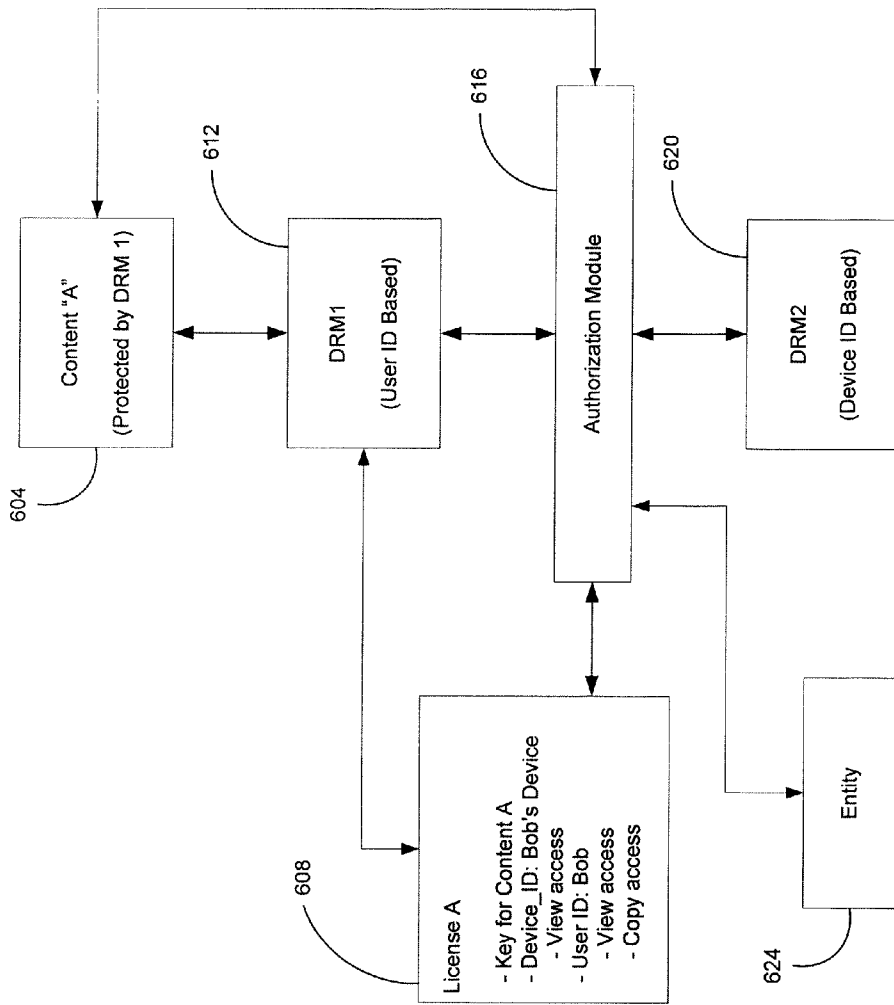 604
Content "A"
(Protected by DRM 1)
612
DRM1
(User ID Based)
616
Authorization Module
620
DRM2
(Device ID Based)
608
License A
- Key for Content A
- Device_ID: Bob's Device
- View access
- User ID: Bob
- View access
- Copy access
624
Entity